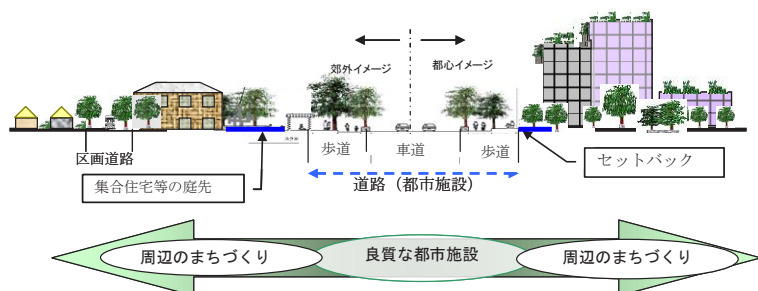 郊外イメージ
都心イメージ
歩道
車道
歩道
区画道路
集合住宅等の庭先
セットバック
道路（都市施設）
周辺のまちづくり
良質な都市施設
周辺のまちづくり